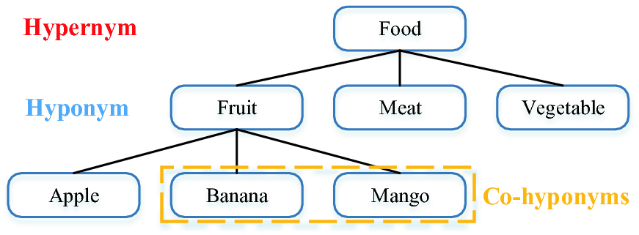 Hypernym
Food
Hyponym
Fruit
Meat
Vegetable
Apple
Banana
Mango
Co-hyponyms